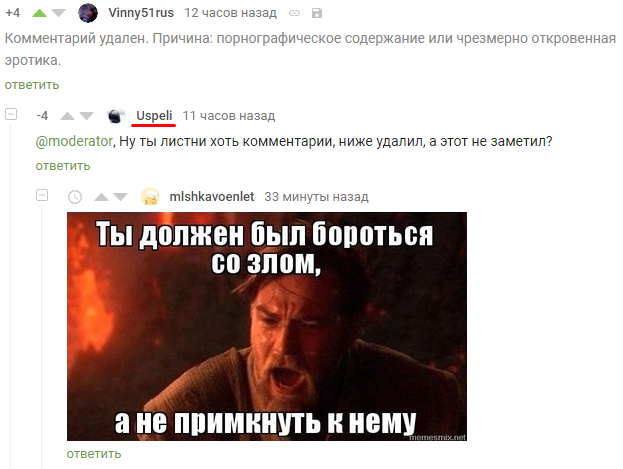 +4 Vinny51rus 12 часов назад
Комментарий удален. Причина: порнографическое содержание или чрезмерно откровенная
эротика.
ответить
-4 Uspeli 11 часов назад
@moderator, Ну ты листни хоть комментарии, ниже удалил, а этот не заметил?
ответить
mlshkavoenlet 33 минуты назад
Ты должен был бороться
со злом,
а не примкнуть к нему
memesmix.net
ответить